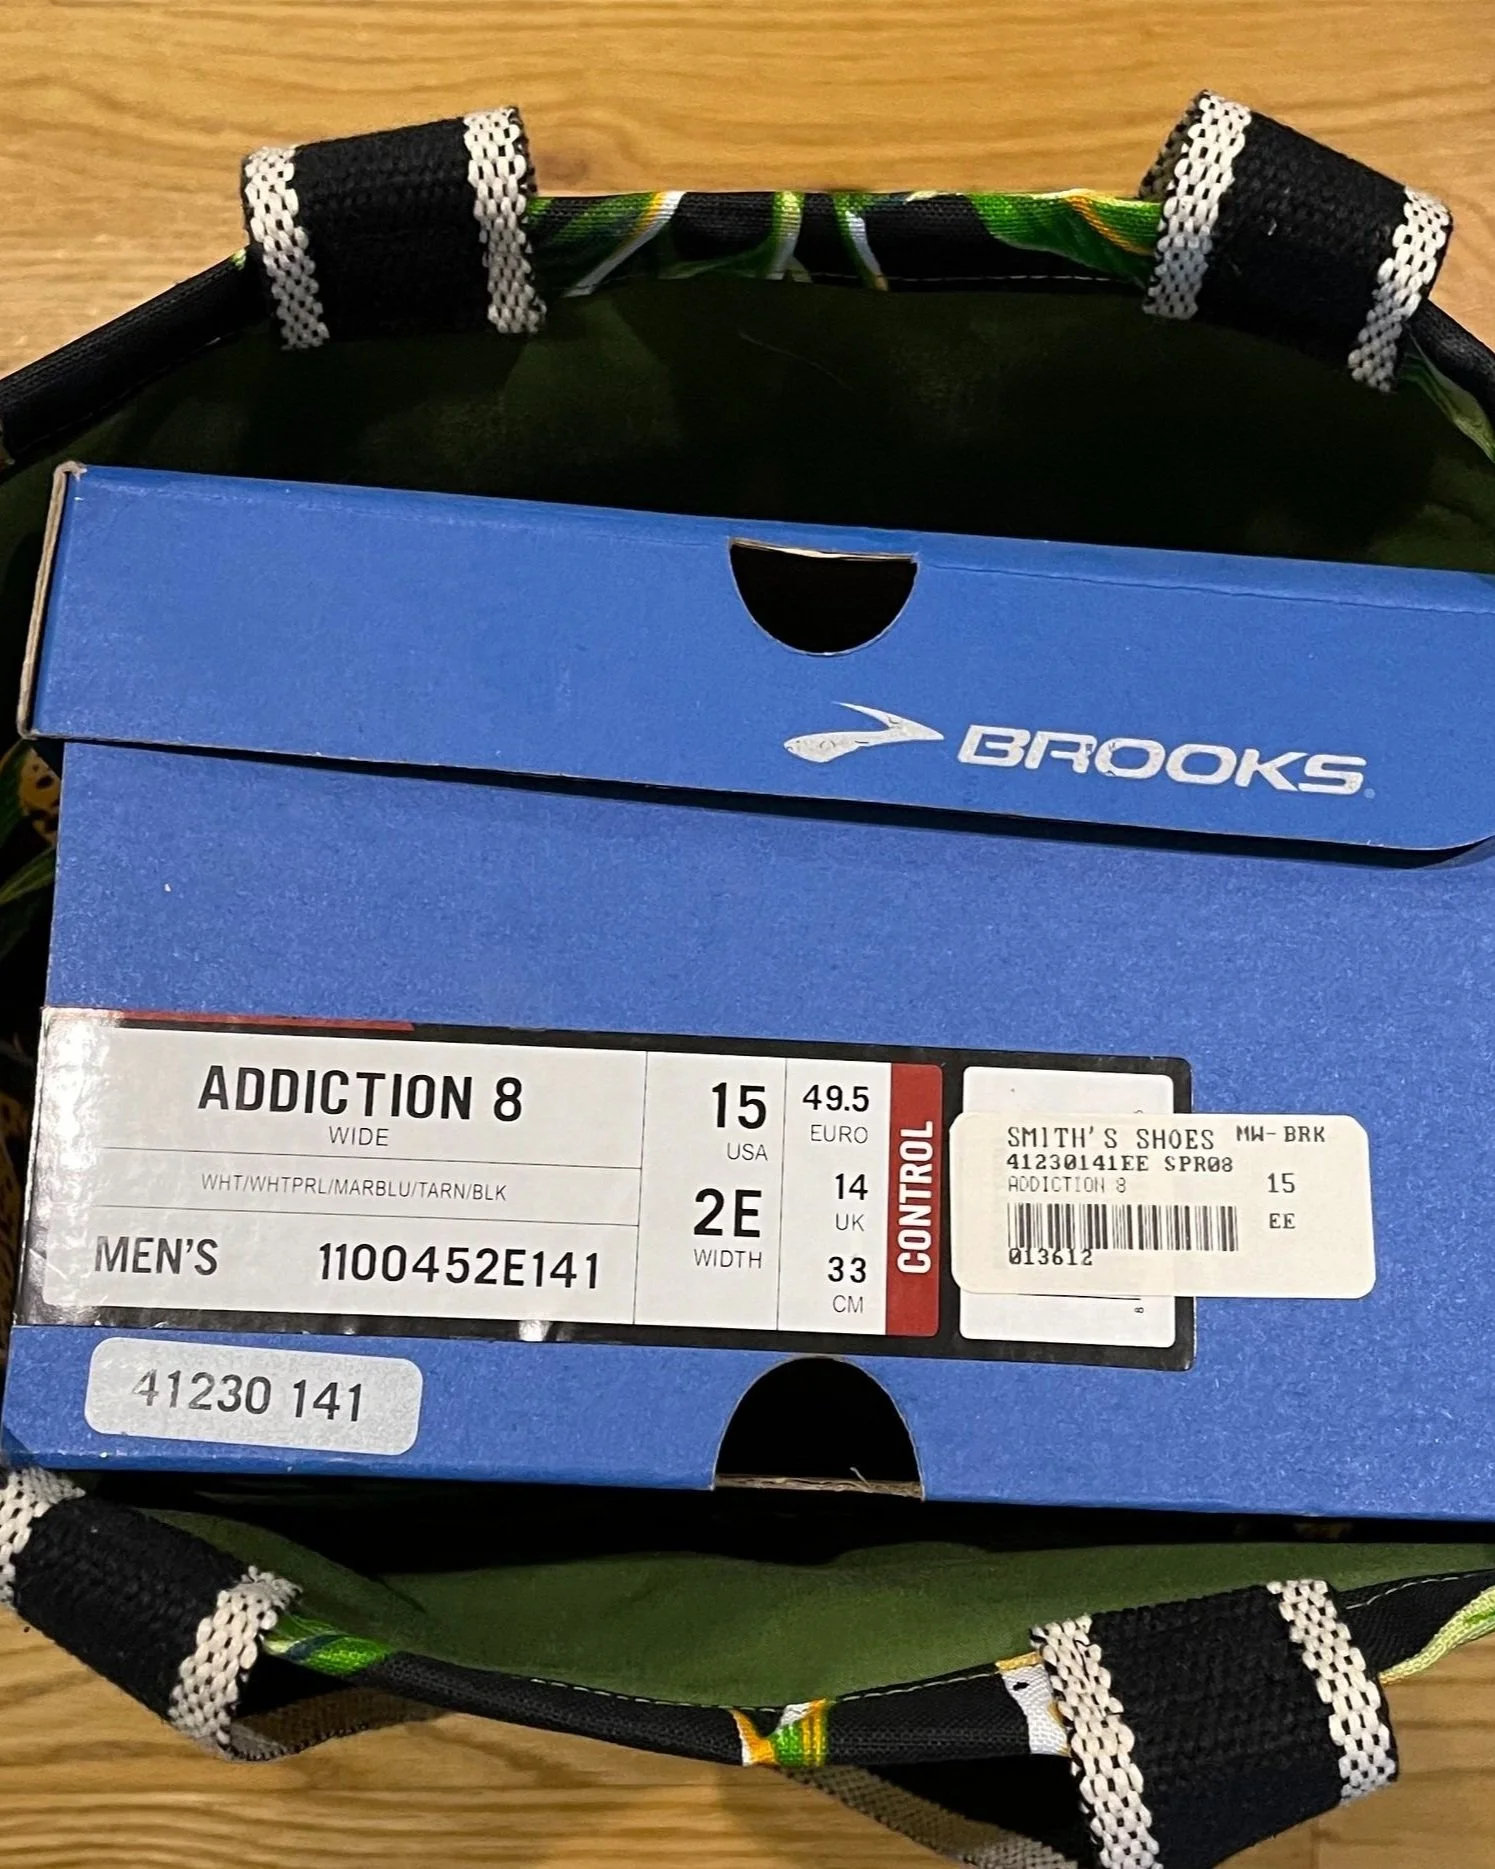 BROOKS
ADDICTION 8
WIDE
WHT/WHTPRL/MARBLU/TARN/BLK
MEN'S 1100452E141
15
USA
2E
WIDTH
49.5
EURO
14
UK
33
CM
CONTROL
SMITH'S SHOES MW-BRK
41230141EE SPR08
ADDICTION 8 15
EE
013612
8
41230 141